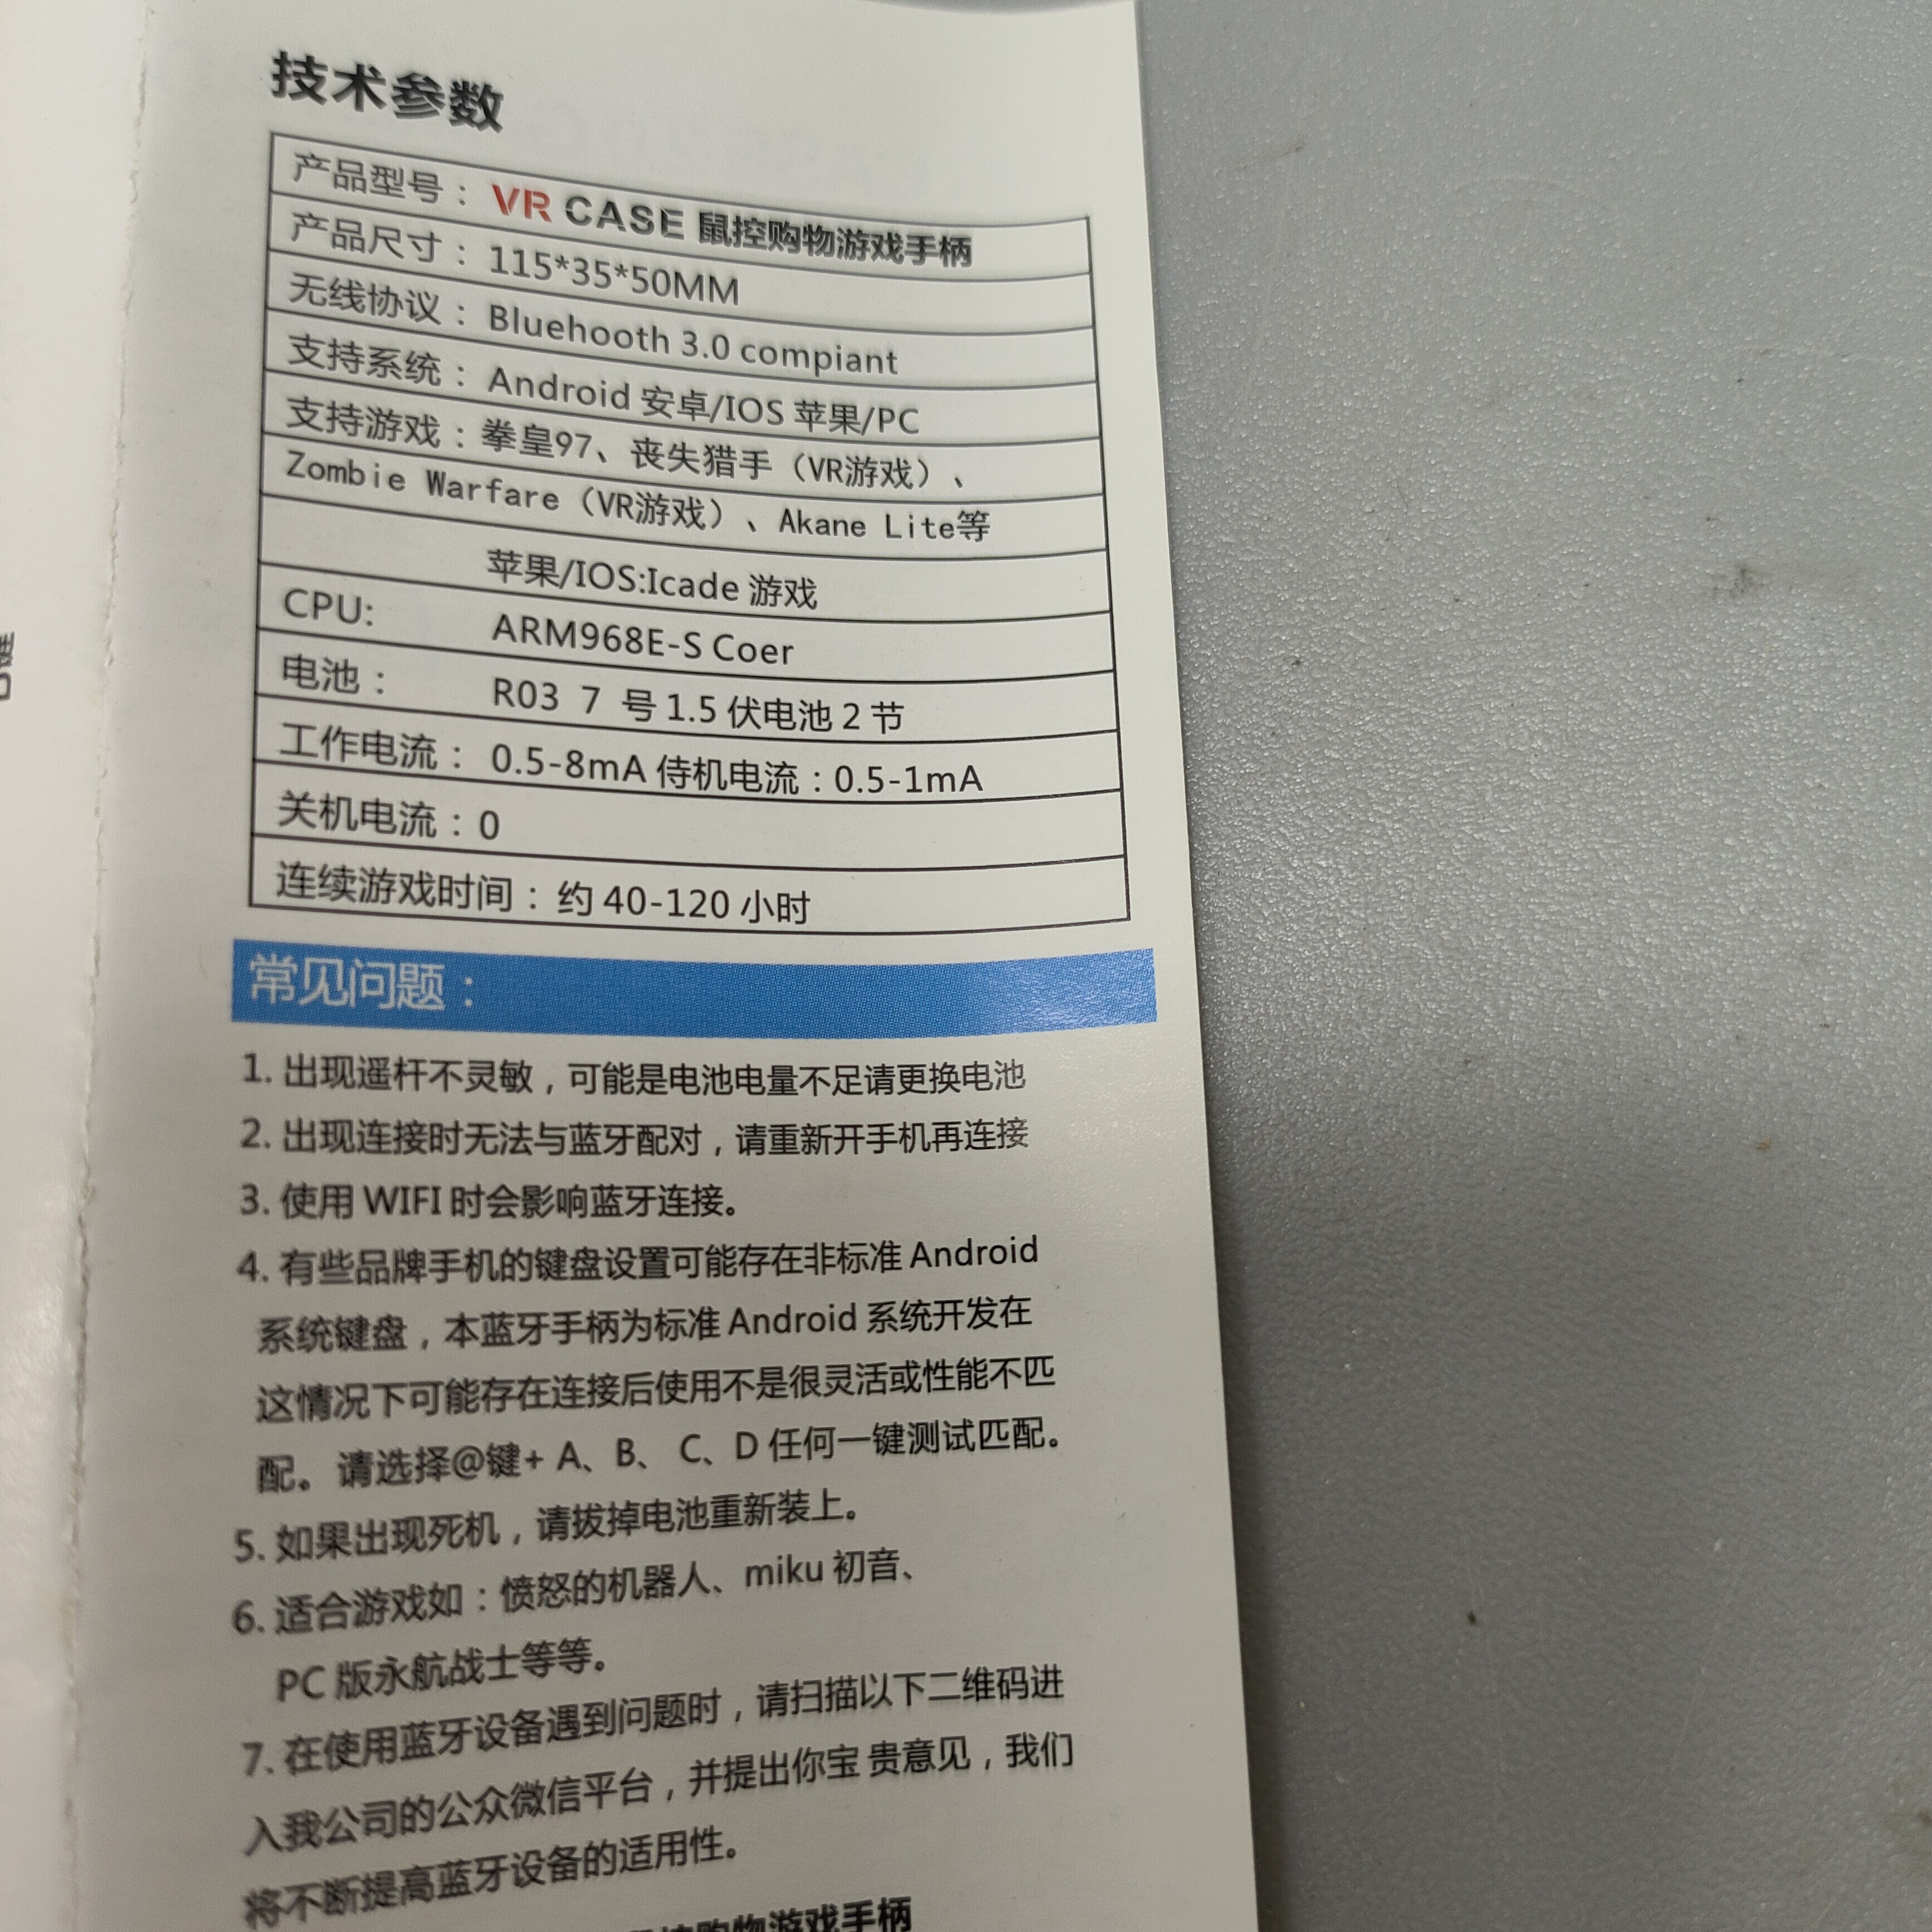 技术参数
产品型号： VR CASE 鼠控购物游戏手柄
产品尺寸： 115*35*50MM
无线协议： Bluehooth 3.0 compiant
支持系统： Android 安卓/IOS 苹果/PC
支持游戏：拳皇97、丧失猎手（VR游戏）、
Zombie Warfare（VR游戏）、Akane Lite等
苹果/IOS:Icade 游戏
CPU: ARM968E-S Coer
电池： R03 7 号 1.5 伏电池 2 节
工作电流： 0.5-8mA 侍机电流：0.5-1mA
关机电流：0
连续游戏时间：约 40-120 小时
常见问题：
1. 出现遥杆不灵敏，可能是电池电量不足请更换电池
2. 出现连接时无法与蓝牙配对，请重新开手机再连接
3. 使用 WIFI 时会影响蓝牙连接。
4. 有些品牌手机的键盘设置可能存在非标准 Android
系统键盘，本蓝牙手柄为标准 Android 系统开发在
这情况下可能存在连接后使用不是很灵活或性能不匹
配。请选择@键+ A、B、 C、D 任何一键测试匹配。
5. 如果出现死机，请拔掉电池重新装上。
6. 适合游戏如：愤怒的机器人、miku 初音、
PC 版永航战士等等。
7. 在使用蓝牙设备遇到问题时，请扫描以下二维码进
入我公司的公众微信平台，并提出你宝 贵意见，我们
将不断提高蓝牙设备的适用性。
控购物游戏手柄